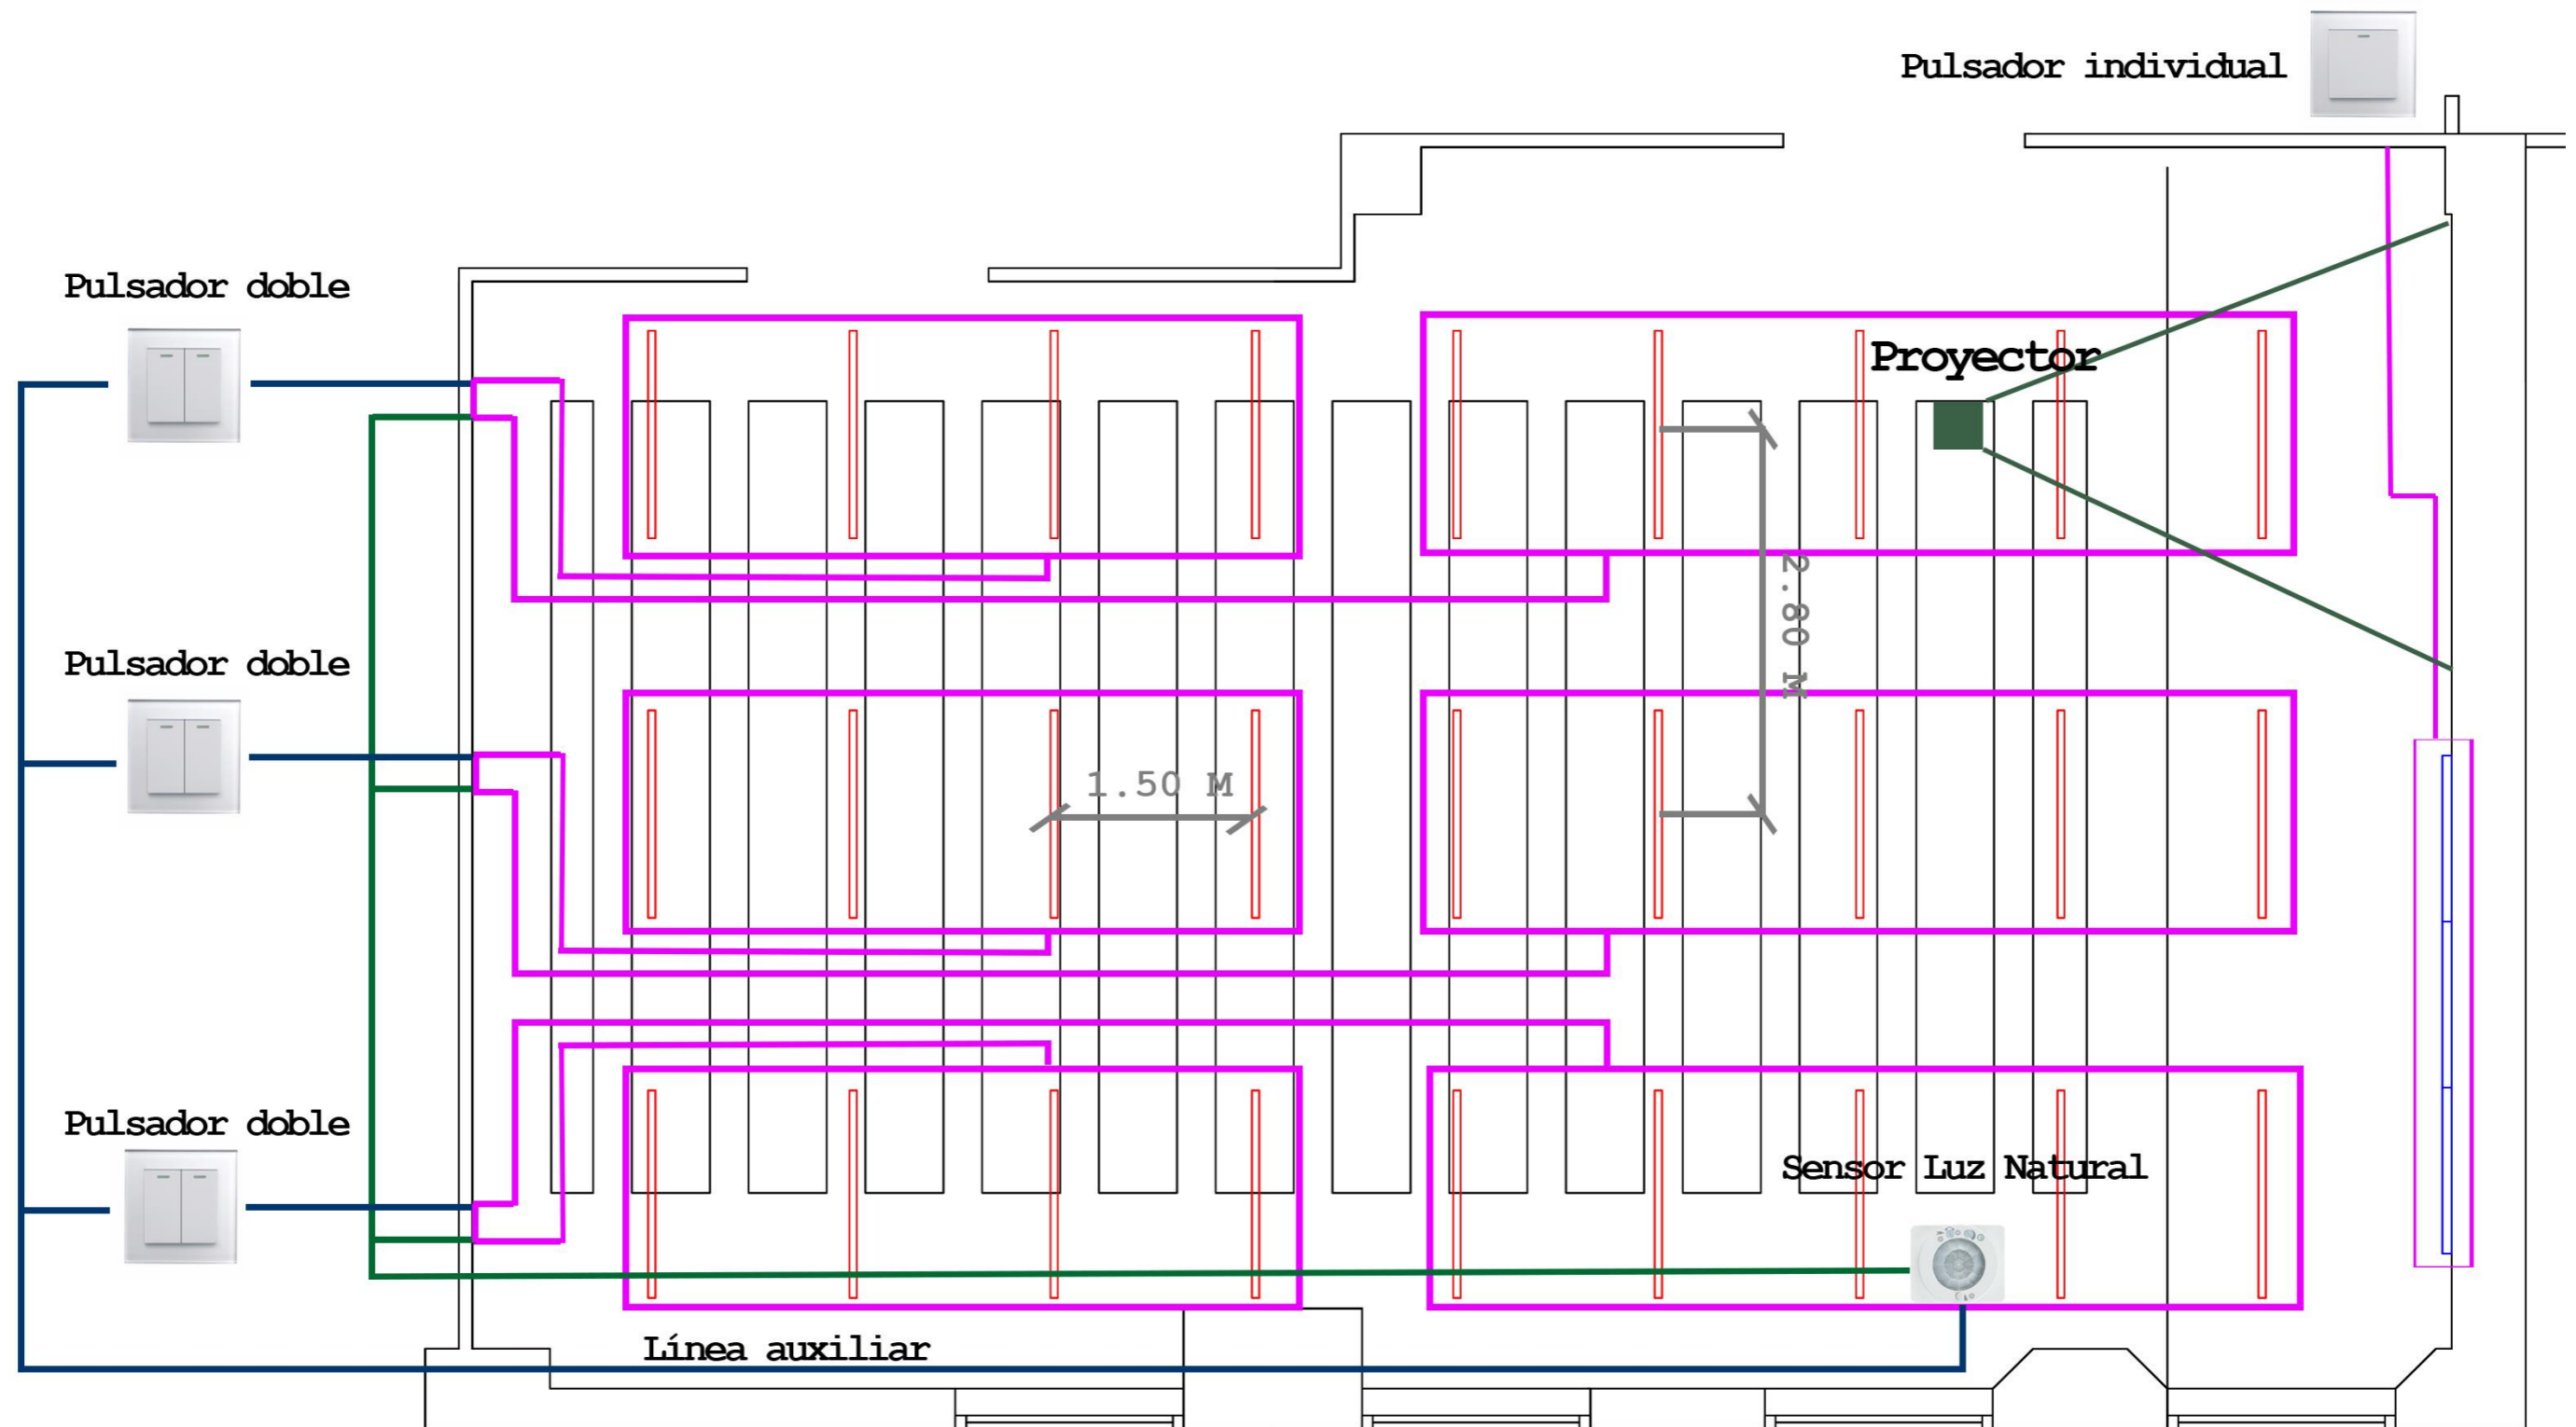 Pulsador individual
Pulsador doble
Proyector
2.80 M
Pulsador doble
1.50 M
Pulsador doble
Sensor Luz Natural
Línea auxiliar